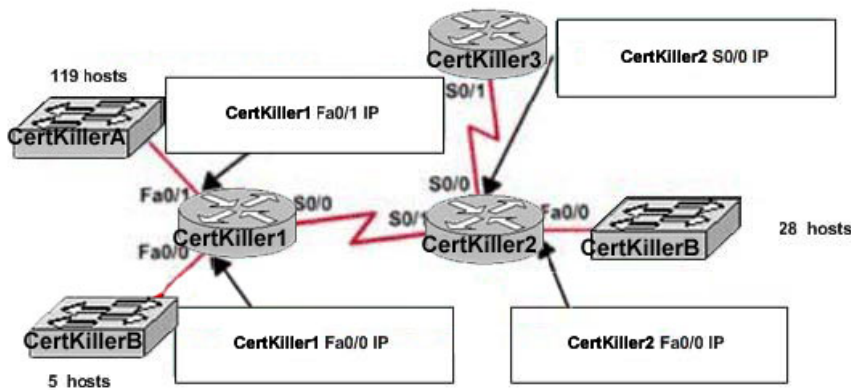 CertKiller3
CertKiller2 S0/0 IP
119 hosts
S0/1
CertKillerA
CertKiller1 Fa0/1 IP
Fa0/1
S0/0
S0/0
S0/1
Fa0/0
CertKiller1
CertKiller2
CertKillerB
28 hosts
Fa0/0
CertKillerB
CertKiller1 Fa0/0 IP
CertKiller2 Fa0/0 IP
5 hosts